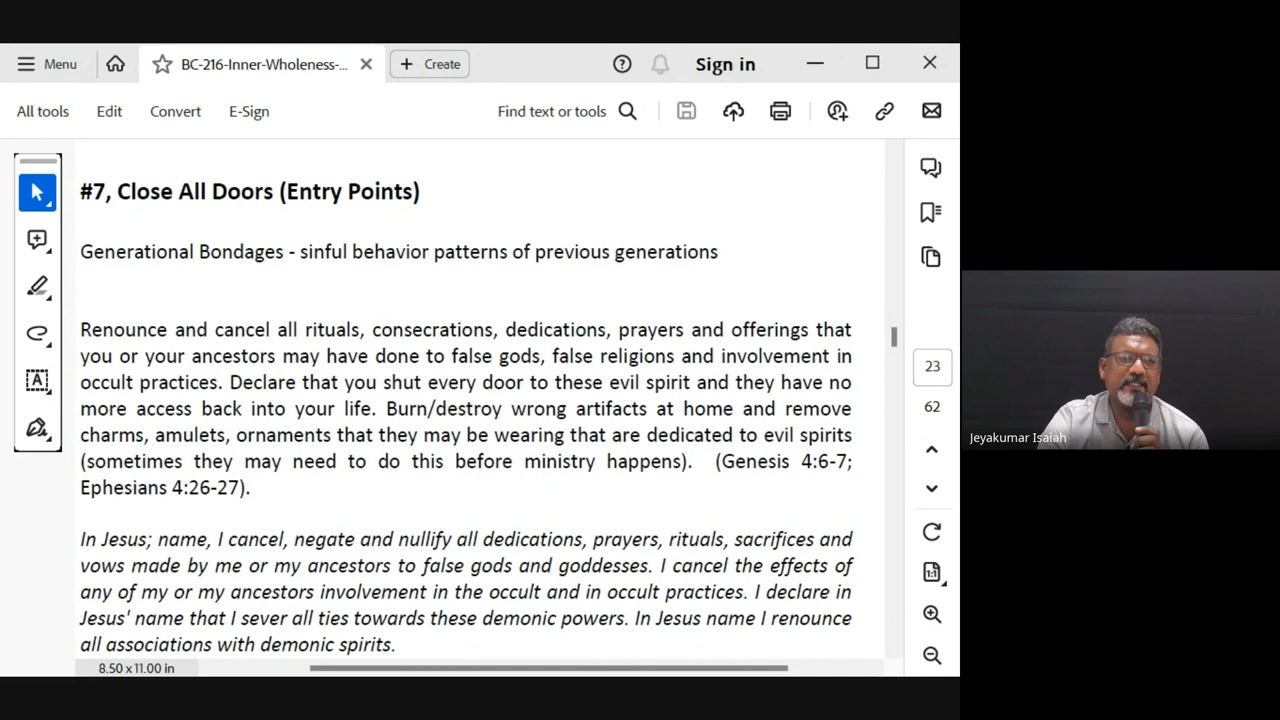 Menu
BC-216-Inner-Wholeness-...
Create
Sign in
All tools
Edit
Convert
E-Sign
Find text or tools
#7, Close All Doors (Entry Points)
Generational Bondages - sinful behavior patterns of previous generations
Renounce and cancel all rituals, consecrations, dedications, prayers and offerings that
you or your ancestors may have done to false gods, false religions and involvement in
occult practices. Declare that you shut every door to these evil spirit and they have no
more access back into your life. Burn/destroy wrong artifacts at home and remove
charms, amulets, ornaments that they may be wearing that are dedicated to evil spirits
(sometimes they may need to do this before ministry happens). (Genesis 4:6-7;
Ephesians 4:26-27).
In Jesus; name, I cancel, negate and nullify all dedications, prayers, rituals, sacrifices and
vows made by me or my ancestors to false gods and goddesses. I cancel the effects of
any of my or my ancestors involvement in the occult and in occult practices. I declare in
Jesus' name that I sever all ties towards these demonic powers. In Jesus name I renounce
all associations with demonic spirits.
8.50 x 11.00 in
23
62
1:1
Jeyakumar Isaiah